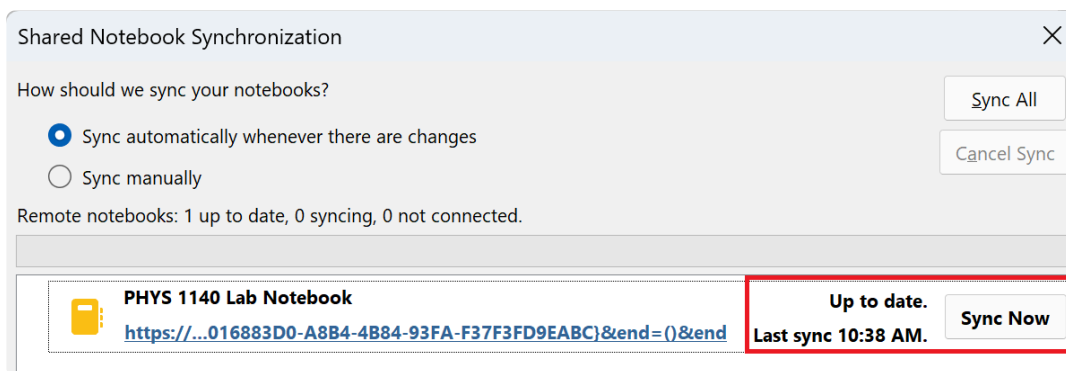 Shared Notebook Synchronization
How should we sync your notebooks?
Sync All
Sync automatically whenever there are changes
Cancel Sync
Sync manually
Remote notebooks: 1 up to date, 0 syncing, 0 not connected.
PHYS 1140 Lab Notebook
Up to date.
Sync Now
https://...016883D0-A8B4-4B84-93FA-F37F3FD9EABC}&end=()&end
Last sync 10:38 AM.